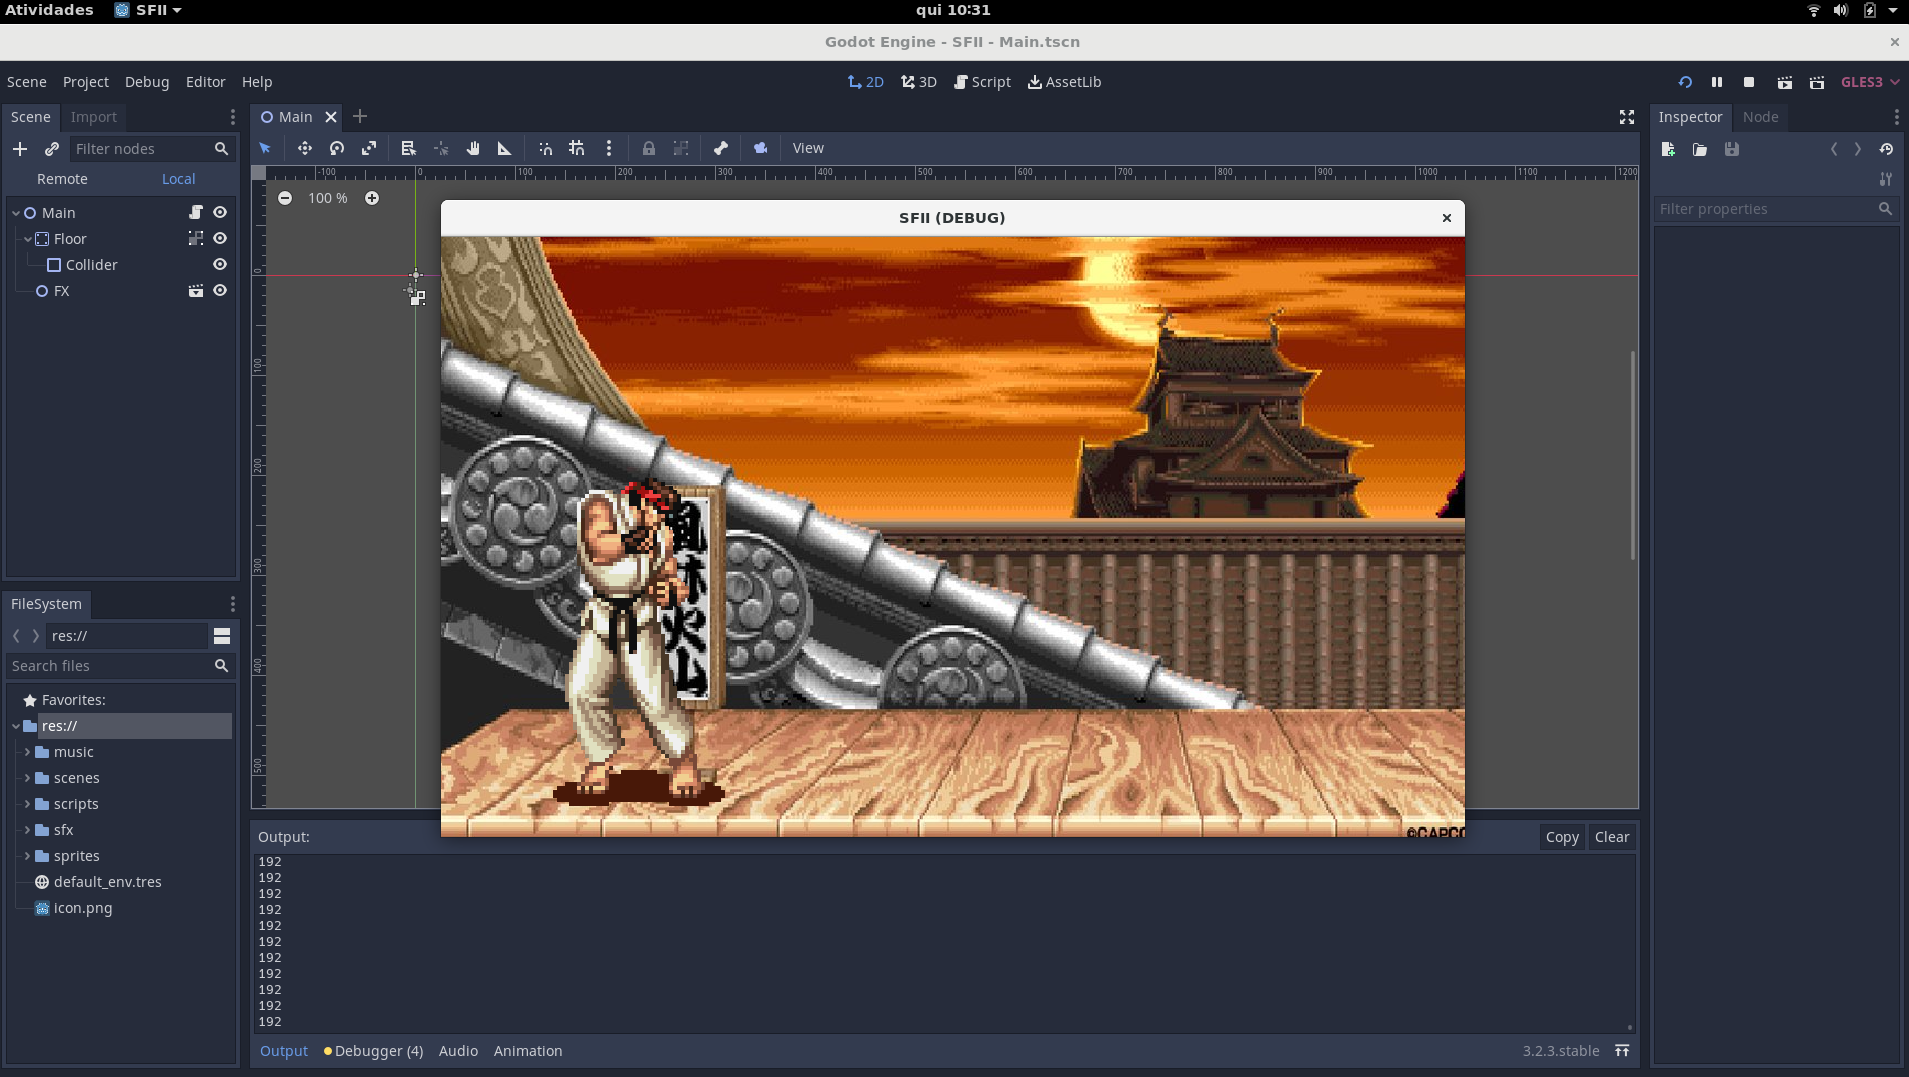 Atividades SFII qui 10:31
Godot Engine - SFII - Main.tscn ×
Scene Project Debug Editor Help 2D 3D Script AssetLib GLES3
Scene Import Main Inspector Node
Filter nodes View
Remote Local
-100 0 100 200 300 400 500 600 700 800 900 1000 1100 1200
100 %
Main
Floor
Collider
FX
Filter properties
SFII (DEBUG)
0
100
200
300
400
500
風
林
火
山
©CAPCO
FileSystem
res://
Search files
Favorites:
res://
music
scenes
scripts
sfx
sprites
default_env.tres
icon.png
Output: Copy Clear
192
192
192
192
192
192
192
192
192
192
192
Output Debugger (4) Audio Animation 3.2.3.stable